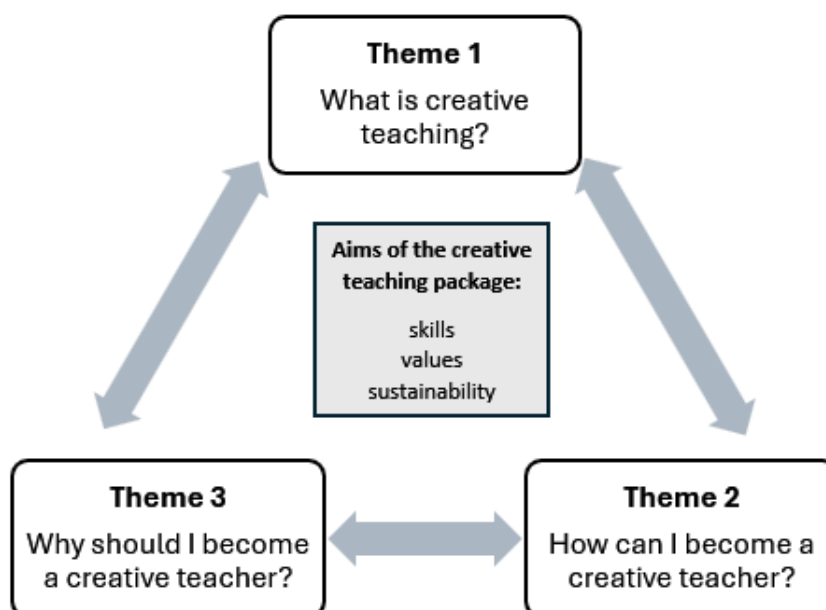 Theme 1
What is creative
teaching?
Aims of the creative
teaching package:
skills
values
sustainability
Theme 3
Why should I become
a creative teacher?
Theme 2
How can I become a
creative teacher?